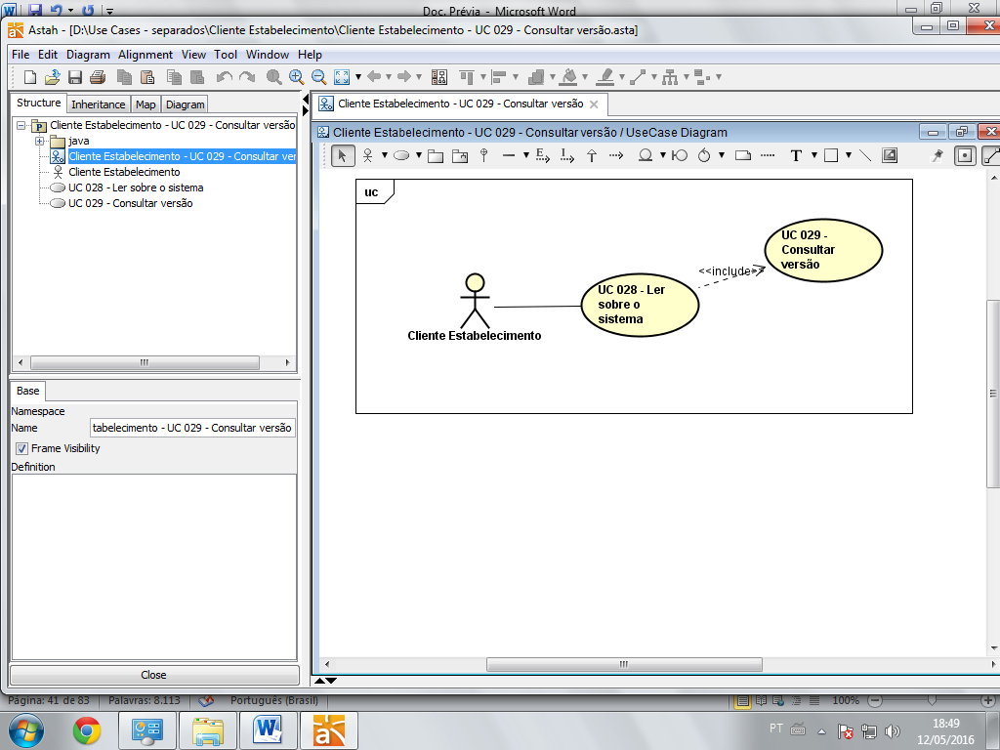 Doc. Prévia - Microsoft Word
Astah - [D:\Use Cases - separados\Cliente Estabelecimento\Cliente Estabelecimento - UC 029 - Consultar versão.asta]
File Edit Diagram Alignment View Tool Window Help
Structure Inheritance Map Diagram
Cliente Estabelecimento - UC 029 - Consultar versão
java
Cliente Estabelecimento - UC 029 - Consultar ver
Cliente Estabelecimento
UC 028 - Ler sobre o sistema
UC 029 - Consultar versão
Base
Namespace
Name tabelecimento - UC 029 - Consultar versão
Frame Visibility
Definition
Close
Cliente Estabelecimento - UC 029 - Consultar versão
Cliente Estabelecimento - UC 029 - Consultar versão / UseCase Diagram
T
uc
UC 029 -
Consultar
versão
<<include>>
UC 028 - Ler
sobre o
sistema
Cliente Estabelecimento
Página: 41 de 83 Palavras: 8.113 Português (Brasil) 100%
PT 18:49
12/05/2016